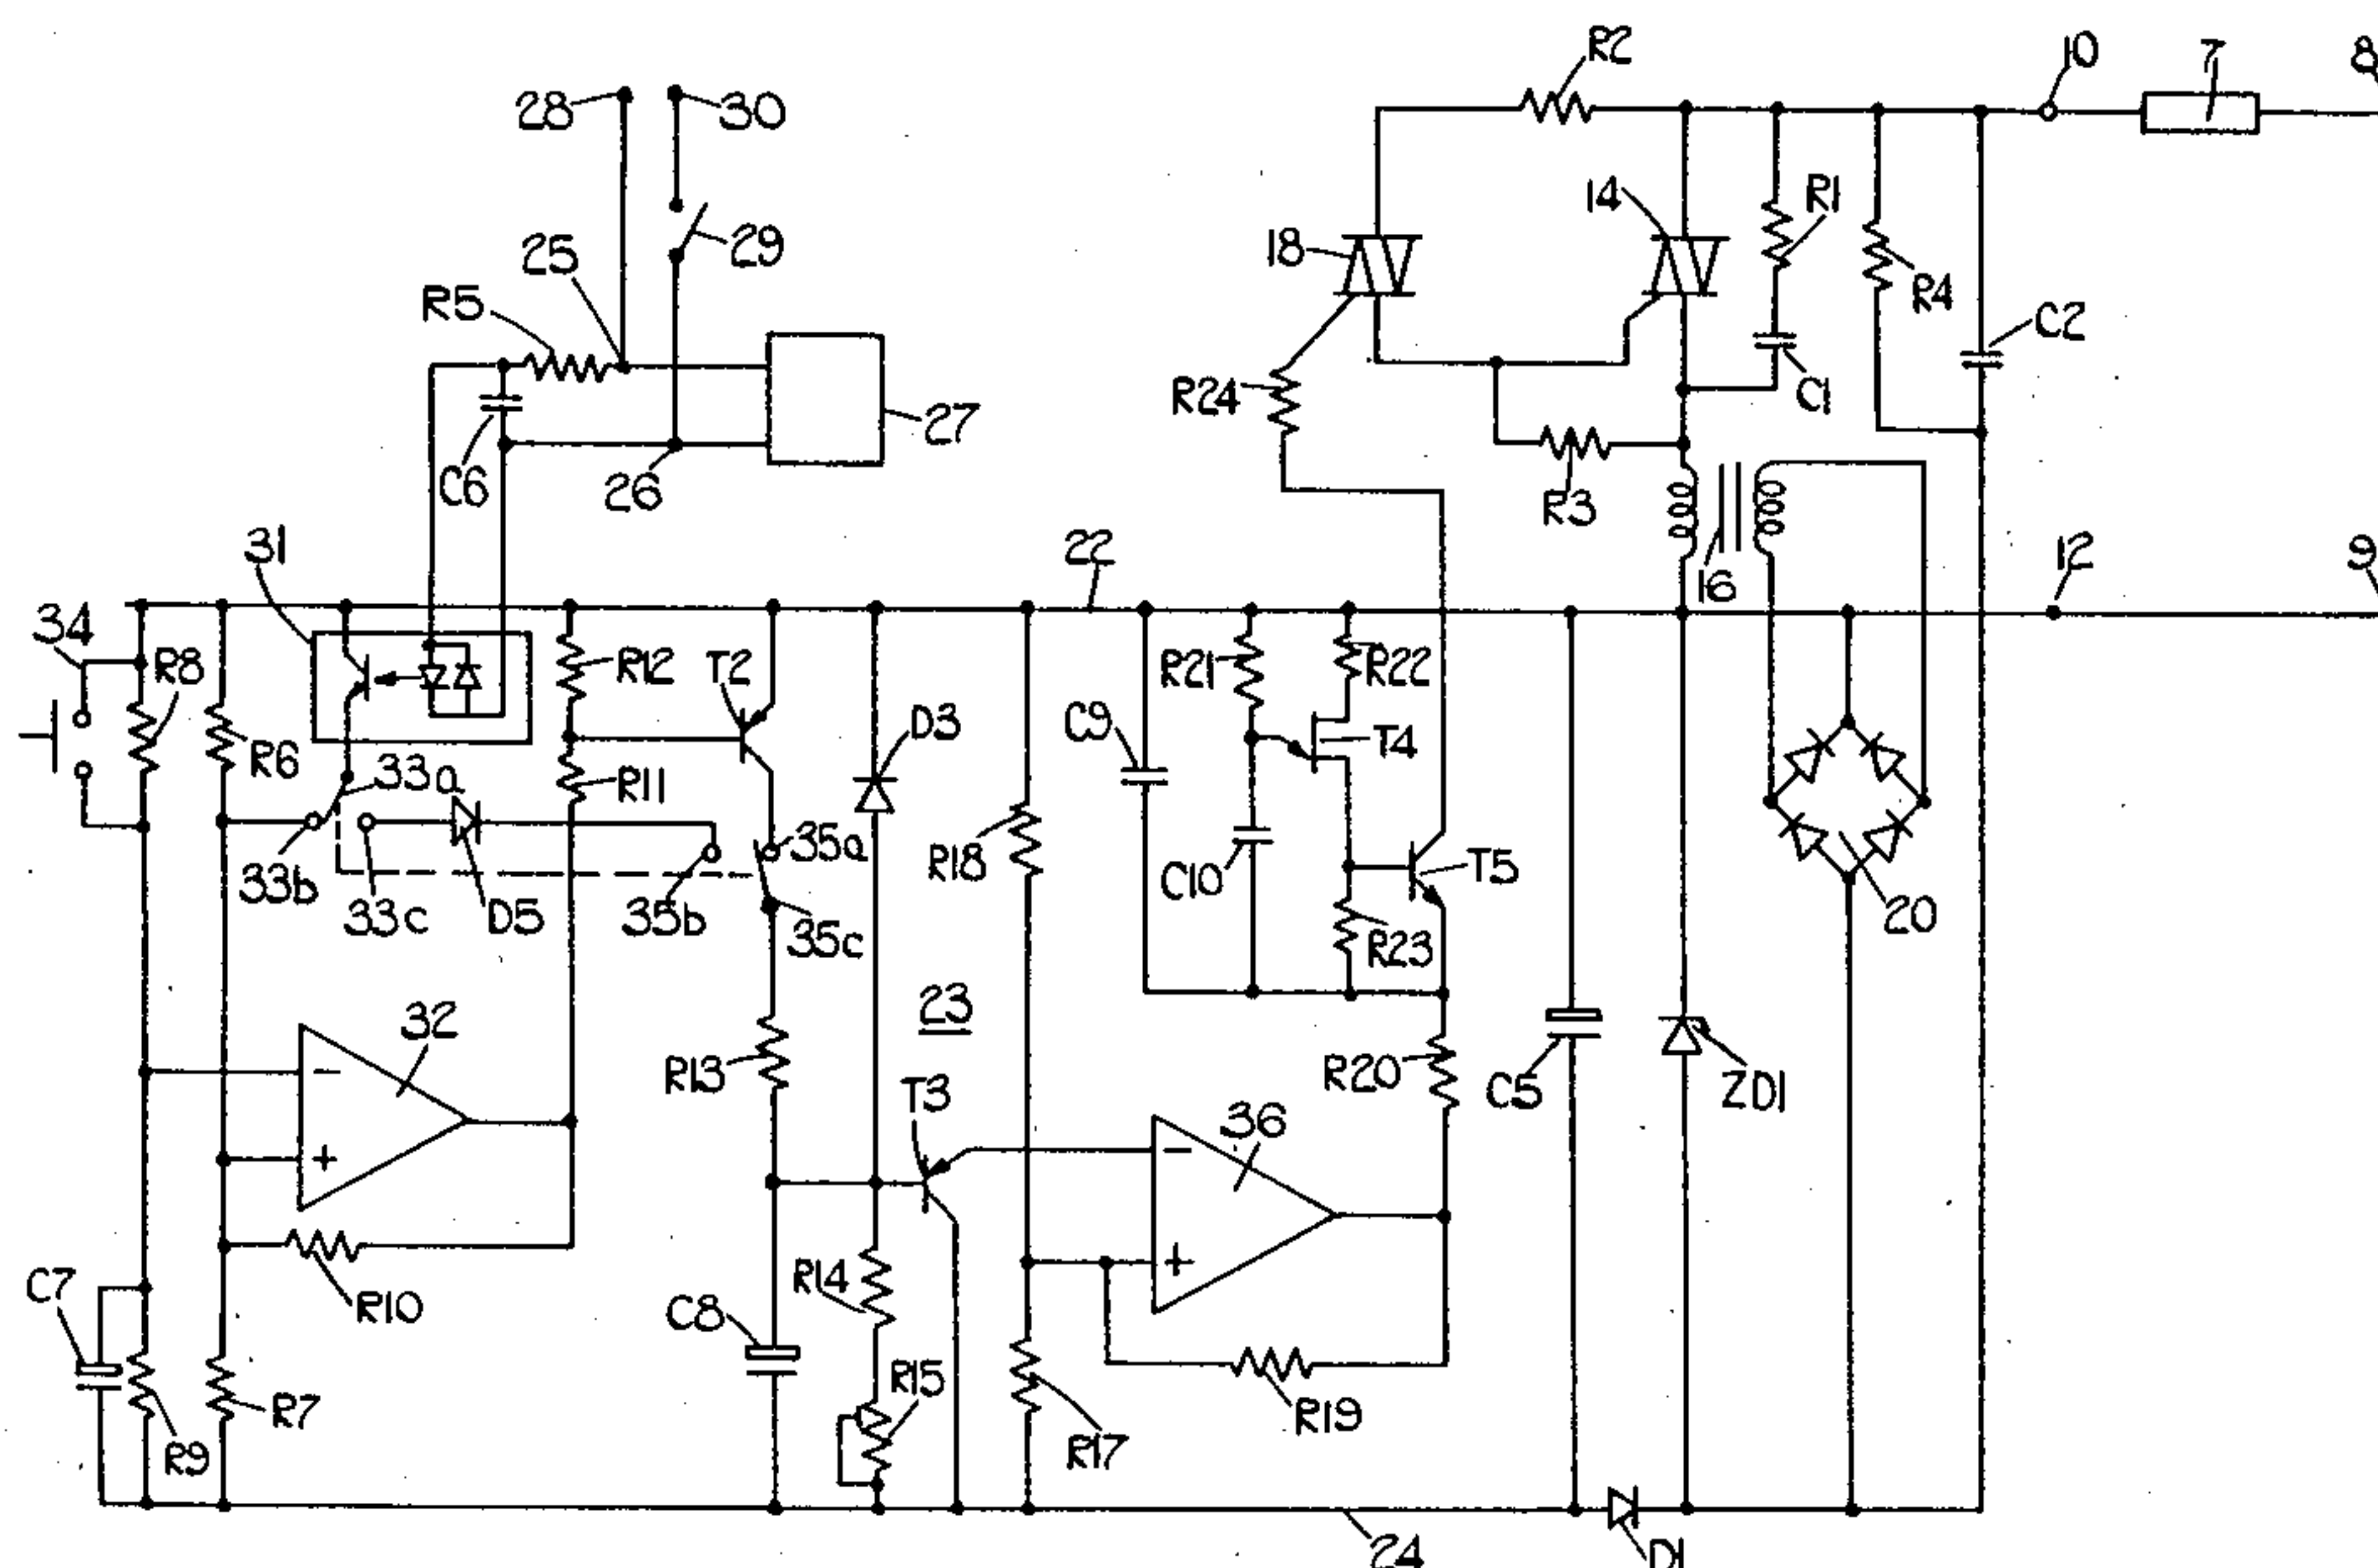 R2
10
7
8
28
30
14
R1
18
29
25
R5
R4
C2
R24
C1
27
C6
26
R3
31
22
16
12
9
34
R8
R12
T2
R21
R22
R6
D3
C9
T4
33a
R11
35a
R18
C10
T5
33b
33c
D5
35b
35c
R23
20
23
32
R13
T3
R20
C5
ZD1
36
−
+
−
+
C7
R10
R14
C8
R15
R7
R9
R19
R17
24
D1